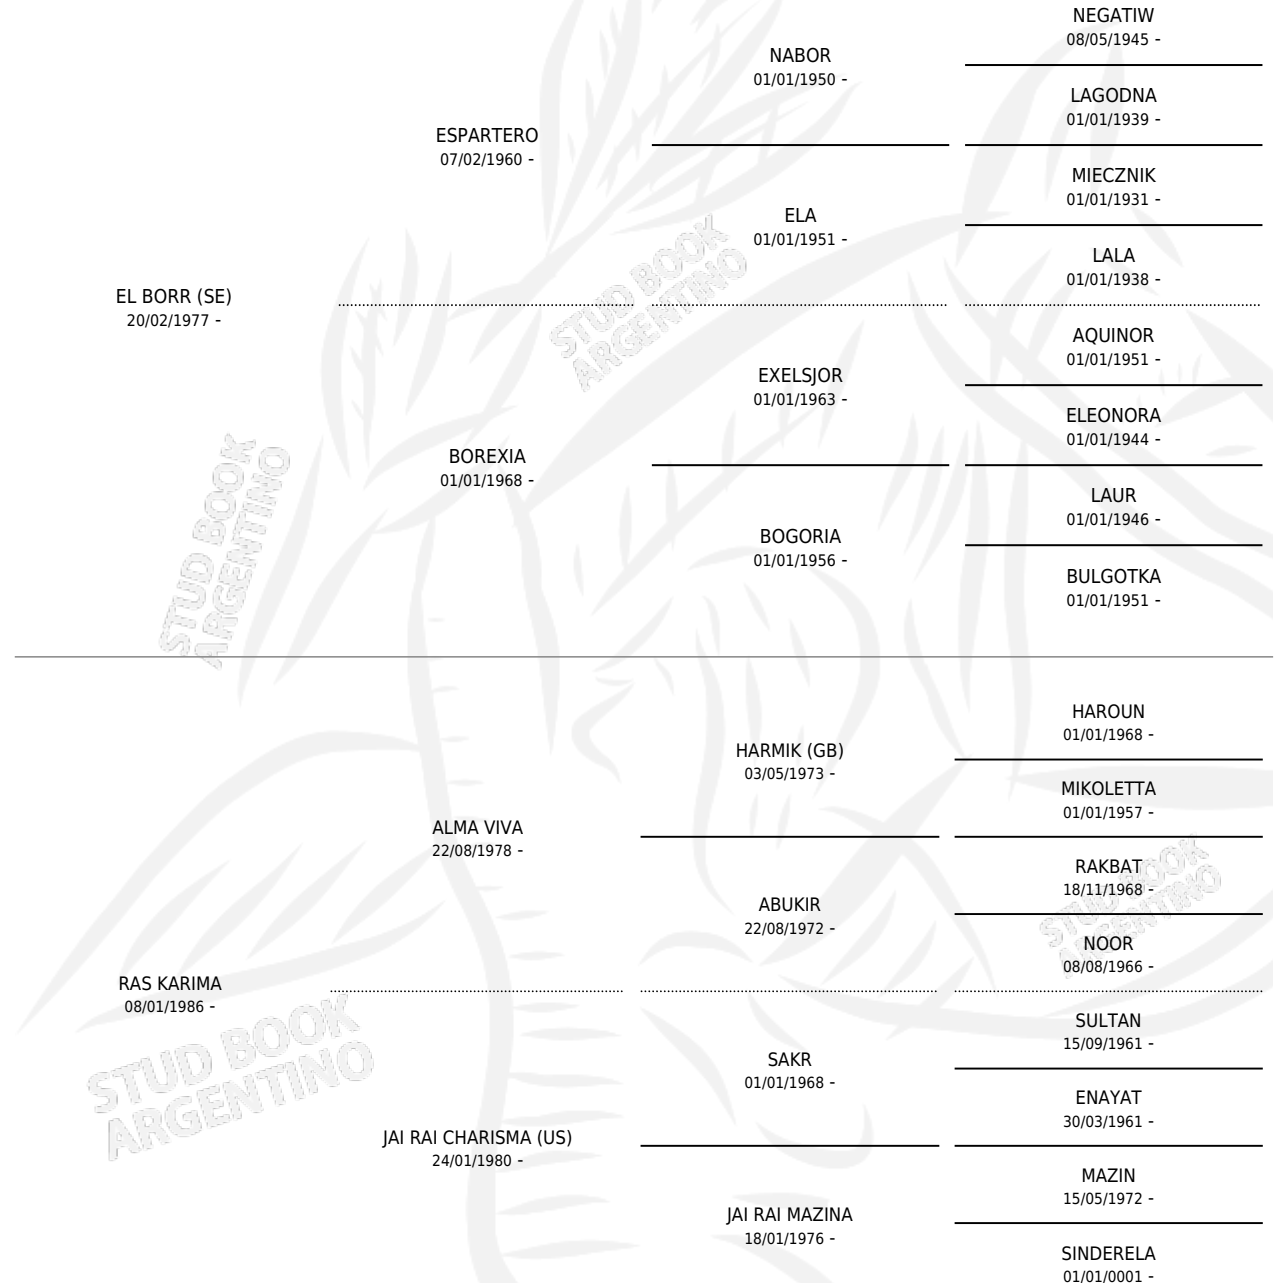 NEGATIW
08/05/1945 -
NABOR
01/01/1950 -
LAGODNA
01/01/1939 -
ESPARTERO
07/02/1960 -
MIECZNIK
01/01/1931 -
ELA
01/01/1951 -
LALA
01/01/1938 -
EL BORR (SE)
20/02/1977 -
AQUINOR
01/01/1951 -
EXELSJOR
01/01/1963 -
ELEONORA
01/01/1944 -
BOREXIA
01/01/1968 -
LAUR
01/01/1946 -
BOGORIA
01/01/1956 -
BULGOTKA
01/01/1951 -
STUD BOOK
ARGENTINO
STUD BOOK
ARGENTINO
HAROUN
01/01/1968 -
HARMIK (GB)
03/05/1973 -
MIKOLETTA
01/01/1957 -
ALMA VIVA
22/08/1978 -
RAKBAT
18/11/1968 -
ABUKIR
22/08/1972 -
NOOR
08/08/1966 -
RAS KARIMA
08/01/1986 -
SULTAN
15/09/1961 -
SAKR
01/01/1968 -
ENAYAT
30/03/1961 -
JAI RAI CHARISMA (US)
24/01/1980 -
MAZIN
15/05/1972 -
JAI RAI MAZINA
18/01/1976 -
SINDERELA
01/01/0001 -
STUD BOOK
ARGENTINO
STUD BOOK
ARGENTINO